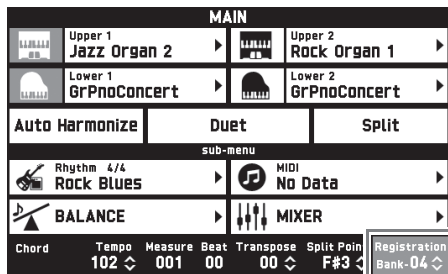 MAIN
Upper 1
Jazz Organ 2
Upper 2
Rock Organ 1
Lower 1
GrPnoConcert
Lower 2
GrPnoConcert
Auto Harmonize Duet Split
sub-menu
Rhythm 4/4
Rock Blues
MIDI
No Data
BALANCE
MIXER
Chord Tempo Measure Beat Transpose Split Poin Registration
102 001 00 00 F#3 Bank-04